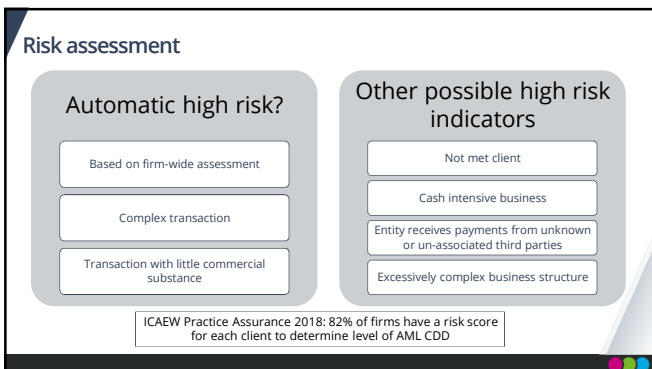 Risk assessment
Automatic high risk?
Based on firm-wide assessment
Complex transaction
Transaction with little commercial
substance
Other possible high risk
indicators
Not met client
Cash intensive business
Entity receives payments from unknown
or un-associated third parties
Excessively complex business structure
ICAEW Practice Assurance 2018: 82% of firms have a risk score
for each client to determine level of AML CDD